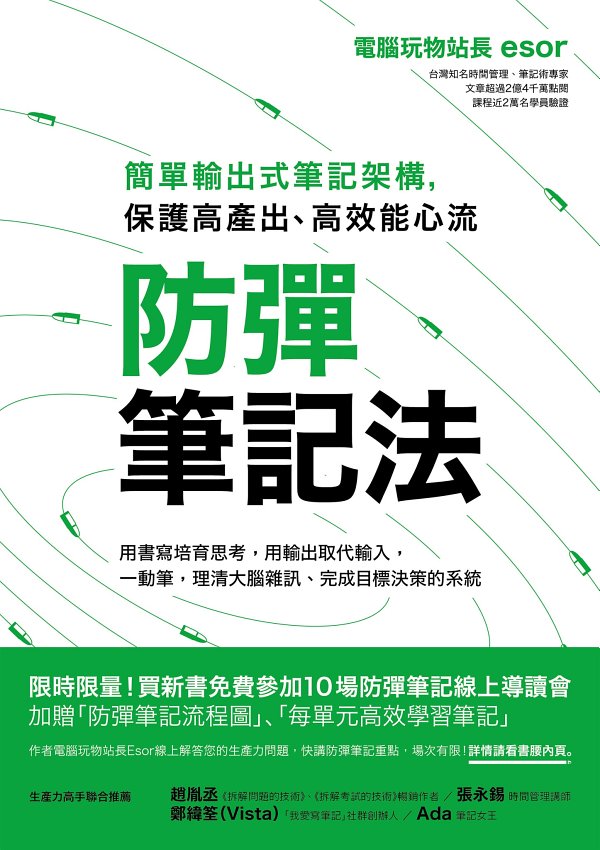 電腦玩物站長 esor
台灣知名時間管理、筆記術專家
文章超過2億4千萬點閱
課程近2萬名學員驗證
簡單輸出式筆記架構,
保護高產出、高效能心流
防彈
筆記法
用書寫培育思考，用輸出取代輸入，
一動筆，理清大腦雜訊、完成目標決策的系統
限時限量！買新書免費參加10場防彈筆記線上導讀會
加贈「防彈筆記流程圖」、「每單元高效學習筆記」
作者電腦玩物站長Esor線上解答您的生產力問題，快講防彈筆記重點，場次有限！詳情請看書腰內頁。
生產力高手聯合推薦
趙胤丞《拆解問題的技術》、《拆解考試的技術》暢銷作者 ／ 張永錫 時間管理講師
鄭緯筌(Vista)「我愛寫筆記」社群創辦人 ／ Ada 筆記女王